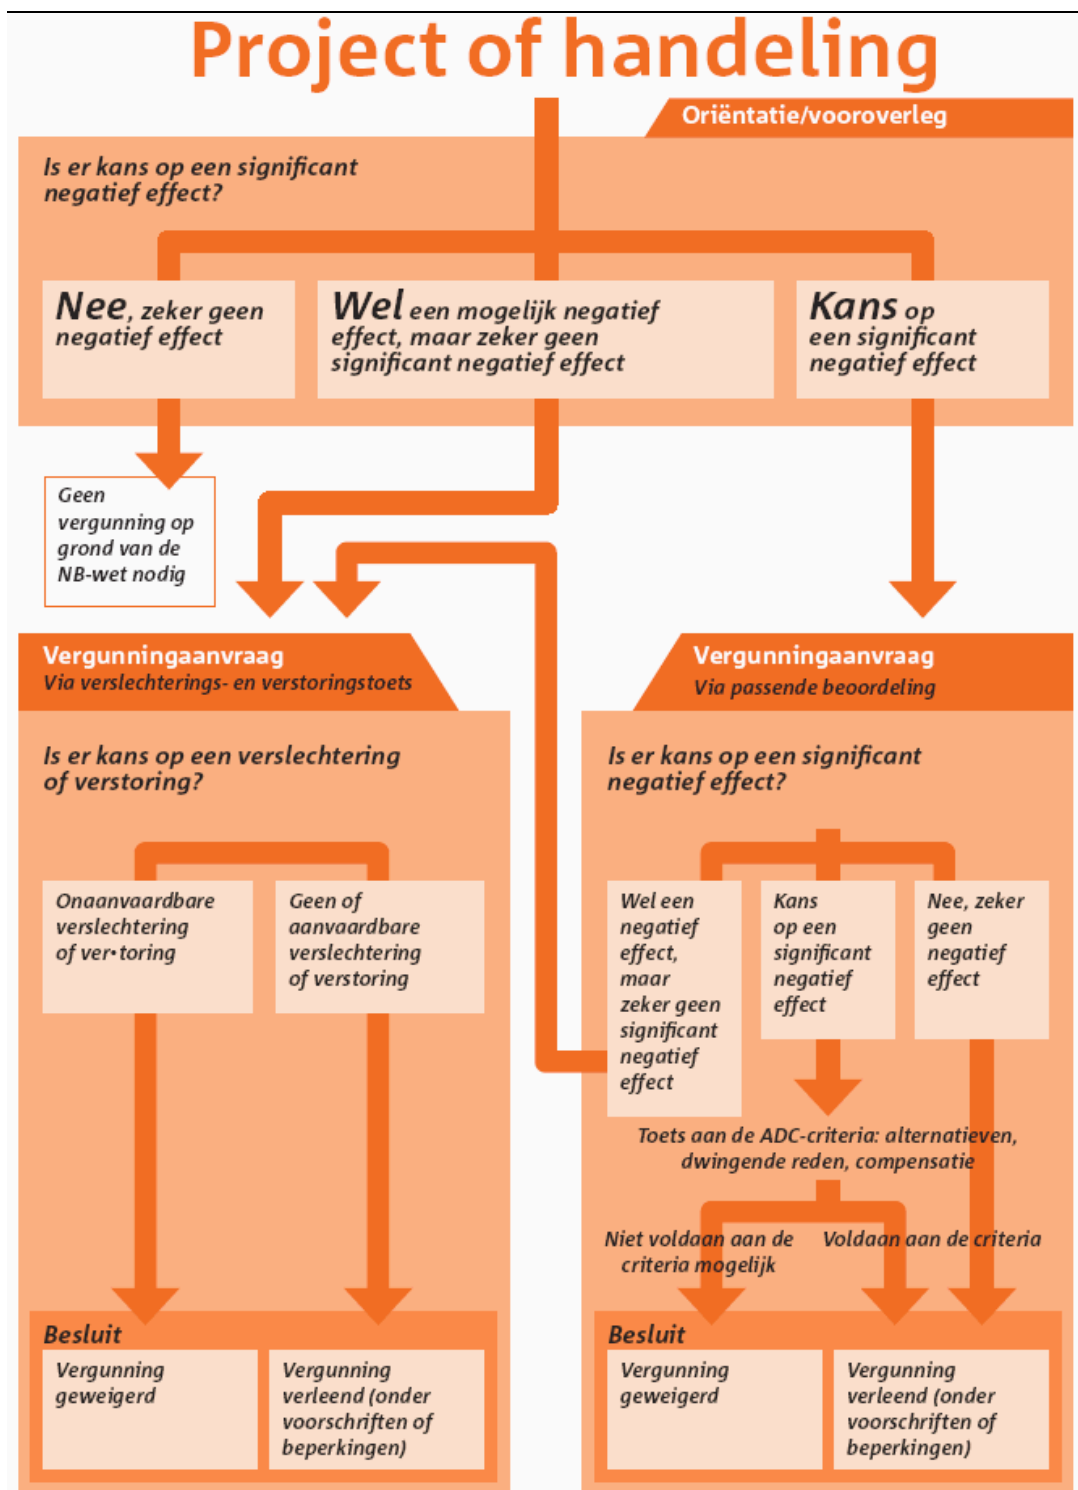 Project of handeling
Oriëntatie/vooroverleg
Is er kans op een significant
negatief effect?
Nee, zeker geen
negatief effect
Wel een mogelijk negatief
effect, maar zeker geen
significant negatief effect
Kans op
een significant
negatief effect
Geen
vergunning op
grond van de
NB-wet nodig
Vergunningaanvraag
Via verslechterings- en verstoringstoets
Is er kans op een verslechtering
of verstoring?
Onaanvaardbare
verslechtering
of ver•toring
Geen of
aanvaardbare
verslechtering
of verstoring
Besluit
Vergunning
geweigerd
Vergunning
verleend (onder
voorschriften of
beperkingen)
Vergunningaanvraag
Via passende beoordeling
Is er kans op een significant
negatief effect?
Wel een
negatief
effect,
maar
zeker geen
significant
negatief
effect
Kans
op een
significant
negatief
effect
Nee, zeker
geen
negatief
effect
Toets aan de ADC-criteria: alternatieven,
dwingende reden, compensatie
Niet voldaan aan de
criteria mogelijk
Voldaan aan de criteria
Besluit
Vergunning
geweigerd
Vergunning
verleend (onder
voorschriften of
beperkingen)